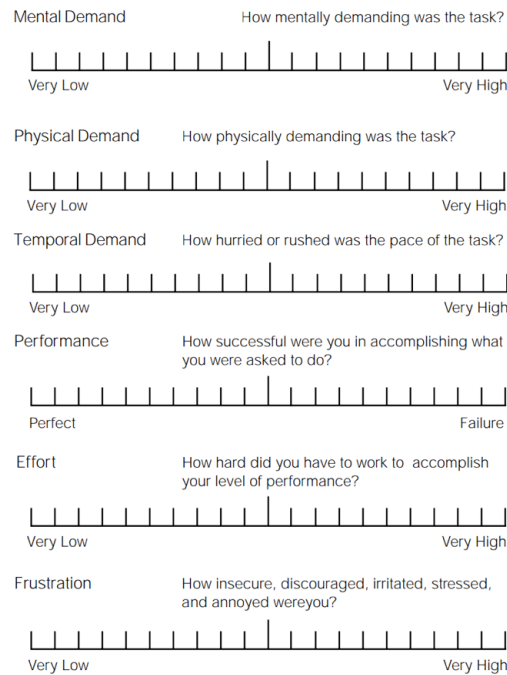 Mental Demand How mentally demanding was the task?
Very Low Very High
Physical Demand How physically demanding was the task?
Very Low Very High
Temporal Demand How hurried or rushed was the pace of the task?
Very Low Very High
Performance How successful were you in accomplishing what
you were asked to do?
Perfect Failure
Effort How hard did you have to work to accomplish
your level of performance?
Very Low Very High
Frustration How insecure, discouraged, irritated, stressed,
and annoyed wereyou?
Very Low Very High